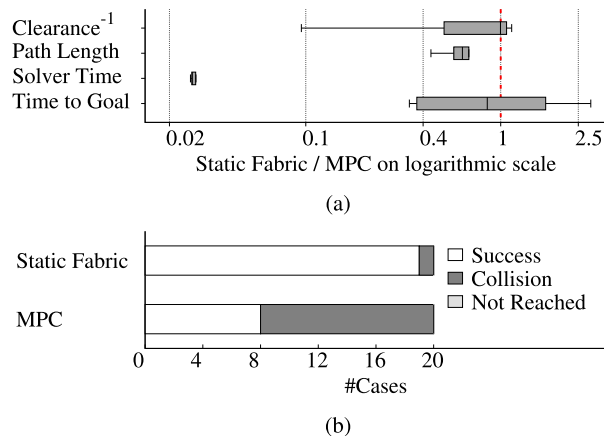 Clearance^-1
Path Length
Solver Time
Time to Goal
0.02 0.1 0.4 1 2.5
Static Fabric / MPC on logarithmic scale
(a)
Static Fabric
MPC
Success
Collision
Not Reached
0 4 8 12 16 20
#Cases
(b)